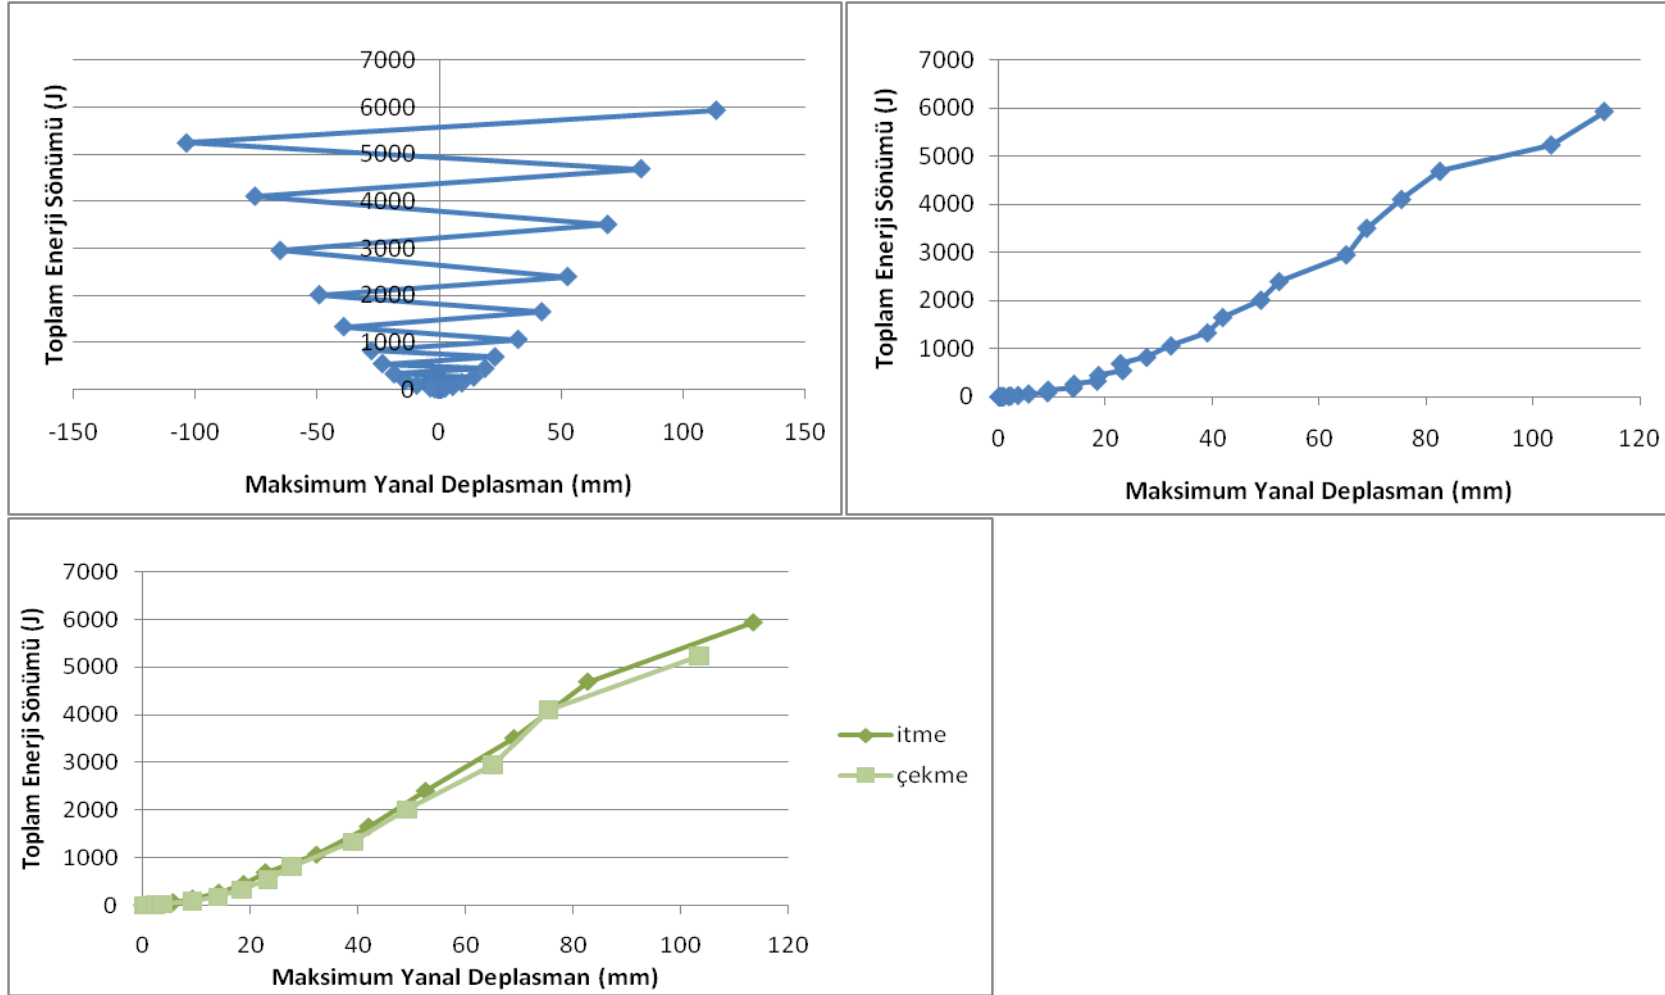 Toplam Enerji Sönümü (J)
7000
6000
5000
4000
3000
2000
1000
0
-150 -100 -50 0 50 100 150
Maksimum Yanal Deplasman (mm)
Toplam Enerji Sönümü (J)
7000
6000
5000
4000
3000
2000
1000
0
0 20 40 60 80 100 120
Maksimum Yanal Deplasman (mm)
Toplam Enerji Sönümü (J)
7000
6000
5000
4000
3000
2000
1000
0
0 20 40 60 80 100 120
Maksimum Yanal Deplasman (mm)
itme
çekme